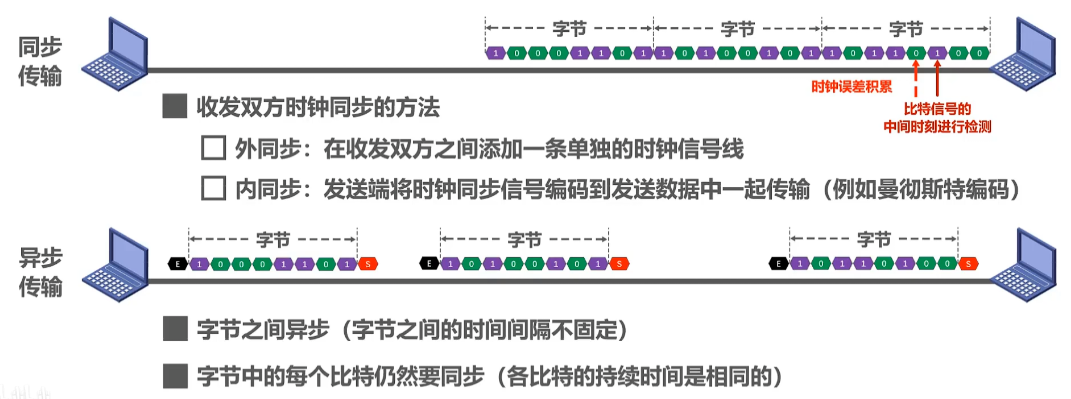 同步
传输
字节 字节 字节
1 0 0 0 1 1 0 1 1 0 1 0 0 1 0 1 1 0 1 1 0 1 0 0
时钟误差积累
比特信号的
中间时刻进行检测
收发双方时钟同步的方法
外同步：在收发双方之间添加一条单独的时钟信号线
内同步：发送端将时钟同步信号编码到发送数据中一起传输（例如曼彻斯特编码）
异步
传输
字节 字节 字节
E 1 0 0 0 1 1 0 1 S E 1 0 1 0 0 1 0 1 S E 1 0 1 1 0 1 0 0 S
字节之间异步（字节之间的时间间隔不固定）
字节中的每个比特仍然要同步（各比特的持续时间是相同的）